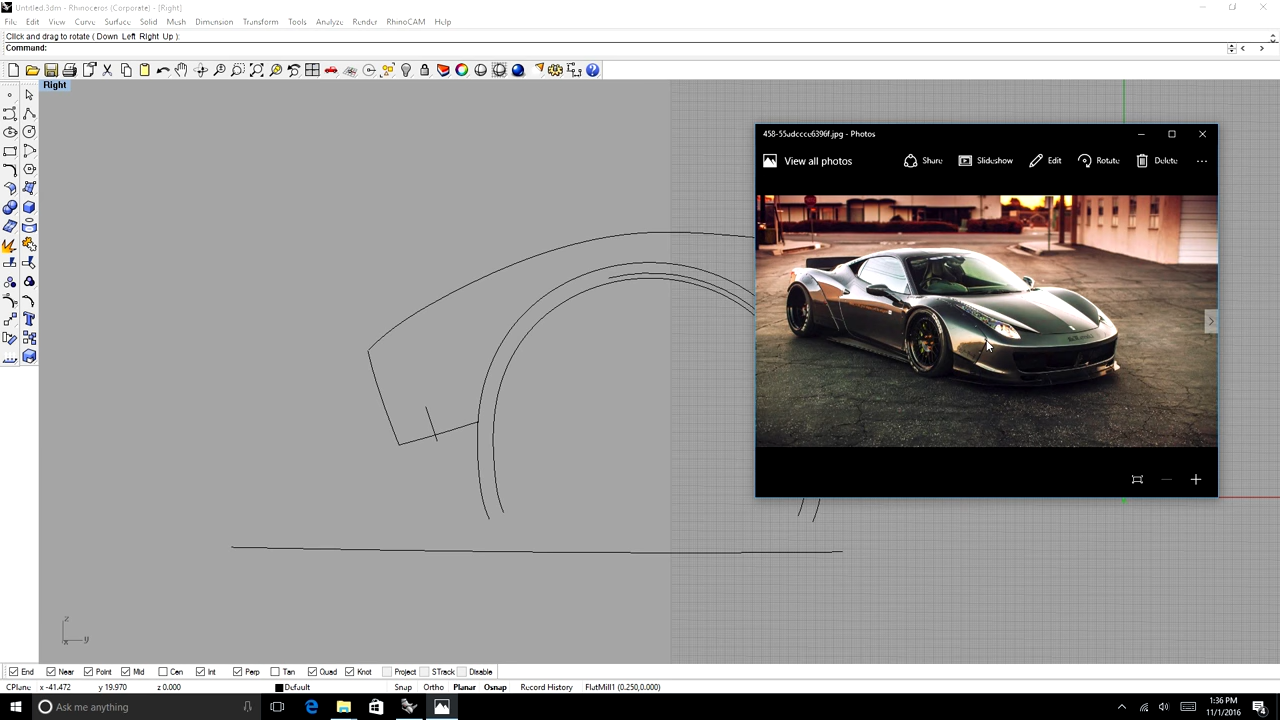 Untitled.3dm - Rhinoceros (Corporate) - [Right]
File Edit View Curve Surface Solid Mesh Dimension Transform Tools Analyze Render RhinoCAM Help
Click and drag to rotate ( Down Left Right Up ):
Command:
Right
458-55adccce6396f.jpg - Photos
View all photos Share Slideshow Edit Rotate Delete
z
x y
End Near Point Mid Cen Int Perp Tan Quad Knot Project STrack Disable
CPlane x -41.472 y 19.970 z 0.000 Default Snap Ortho Planar Osnap Record History FlatMill1 (0.250,0.000)
Ask me anything
1:36 PM
11/1/2016
4